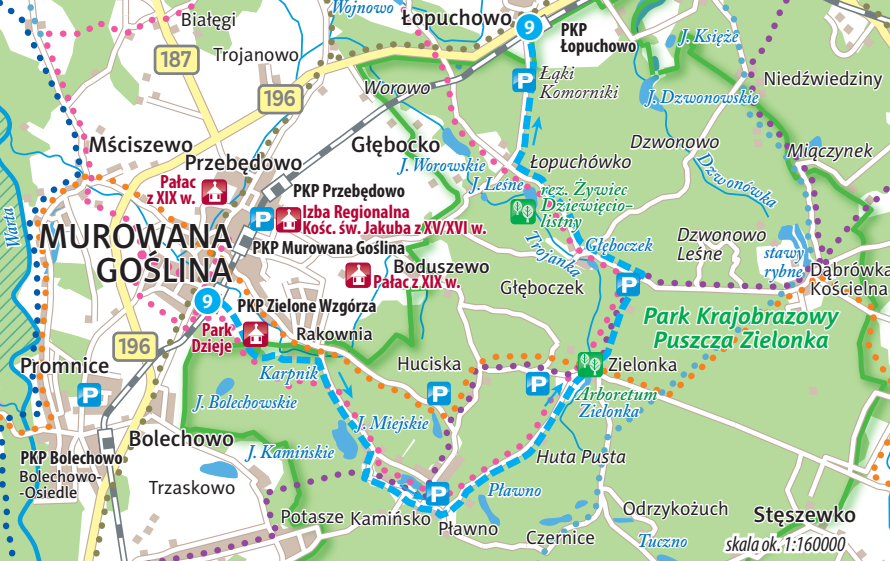 Wojnowo
Białęgi
Łopuchowo
9
PKP
Łopuchowo
J. Księże
187
Trojanowo
Niedźwiedziny
196
Worowo
P
Łąki
Komorniki
J. Dzwonowskie
Mściszewo
Przebędowo
Głębocko
J. Worowskie
Łopuchówko
Dzwonowo
Miączynek
Dzwonówka
Pałac
z XIX w.
PKP Przebędowo
J. Leśne
rez. Żywiec
Dziewięcio-
listny
P
Izba Regionalna
Kośc. św. Jakuba z XV/XVI w.
Warta
MUROWANA
GOŚLINA
PKP Murowana Goślina
Trojanka
Głęboczek
Dzwonowo
Leśne
stawy
rybne
Boduszewo
Pałac z XIX w.
Głęboczek
P
Dąbrówka
Kościelna
9
PKP Zielone Wzgórza
Park Krajobrazowy
Puszcza Zielonka
Park
Dzieje
Rakownia
196
Promnice
Karpnik
Huciska
Zielonka
P
P
P
J. Bolechowskie
Arboretum
Zielonka
J. Miejskie
Bolechowo
J. Kamińskie
PKP Bolechowo
Bolechowo-
-Osiedle
Huta Pusta
Trzaskowo
P
Pławno
Potasze
Kamińsko
Pławno
Odrzykożuch
Stęszewko
Czernice
Tuczno
skala ok. 1:160000